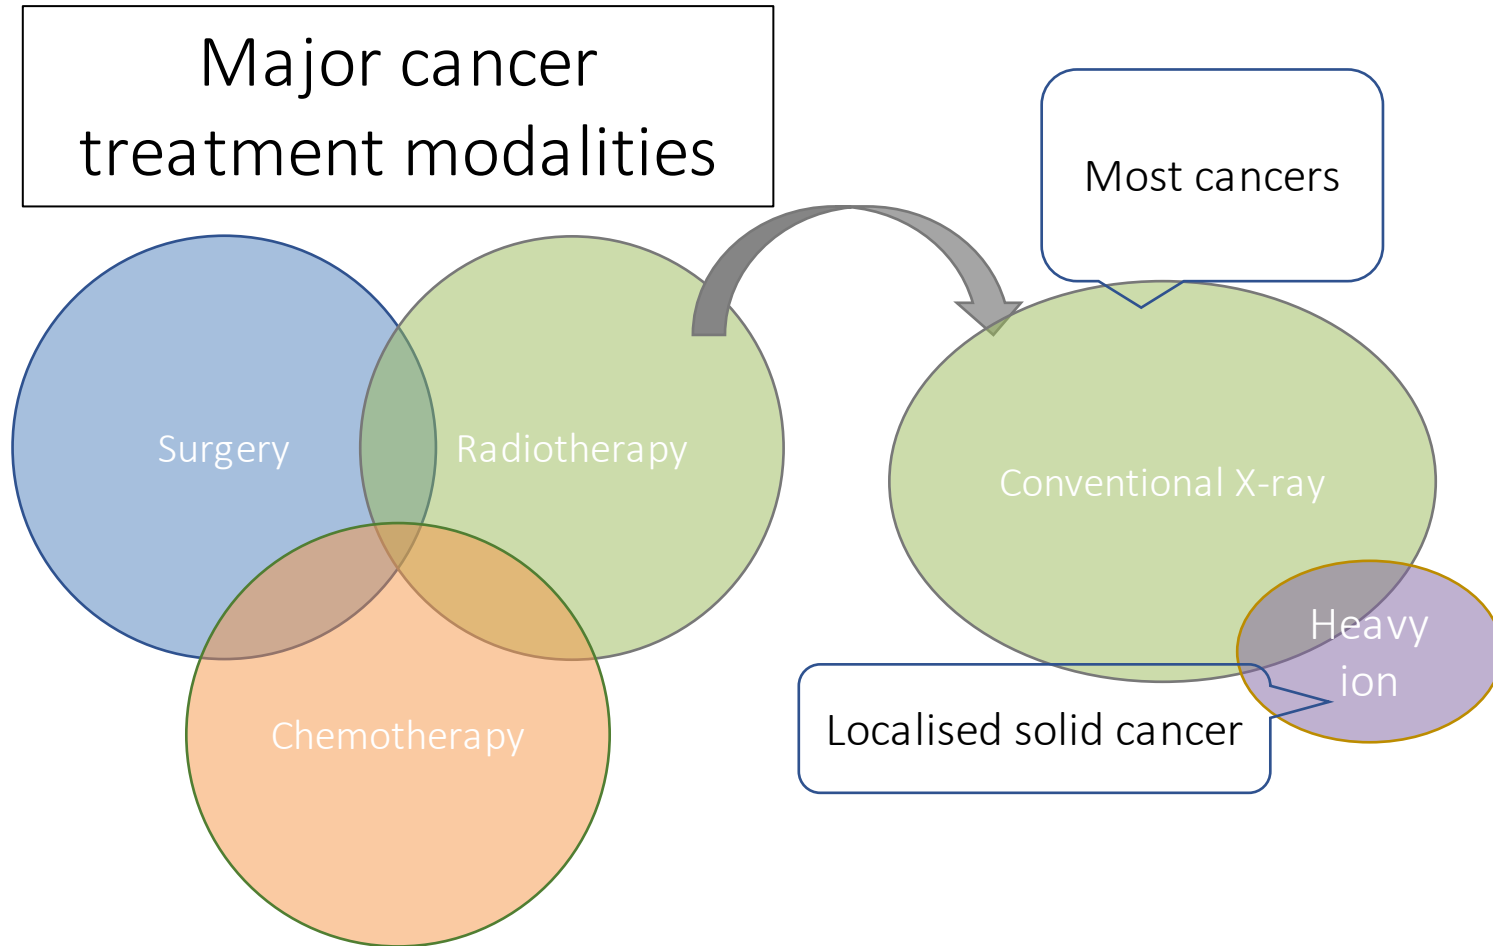 Major cancer
treatment modalities
Most cancers
Surgery
Radiotherapy
Conventional X-ray
Heavy
ion
Localised solid cancer
Chemotherapy